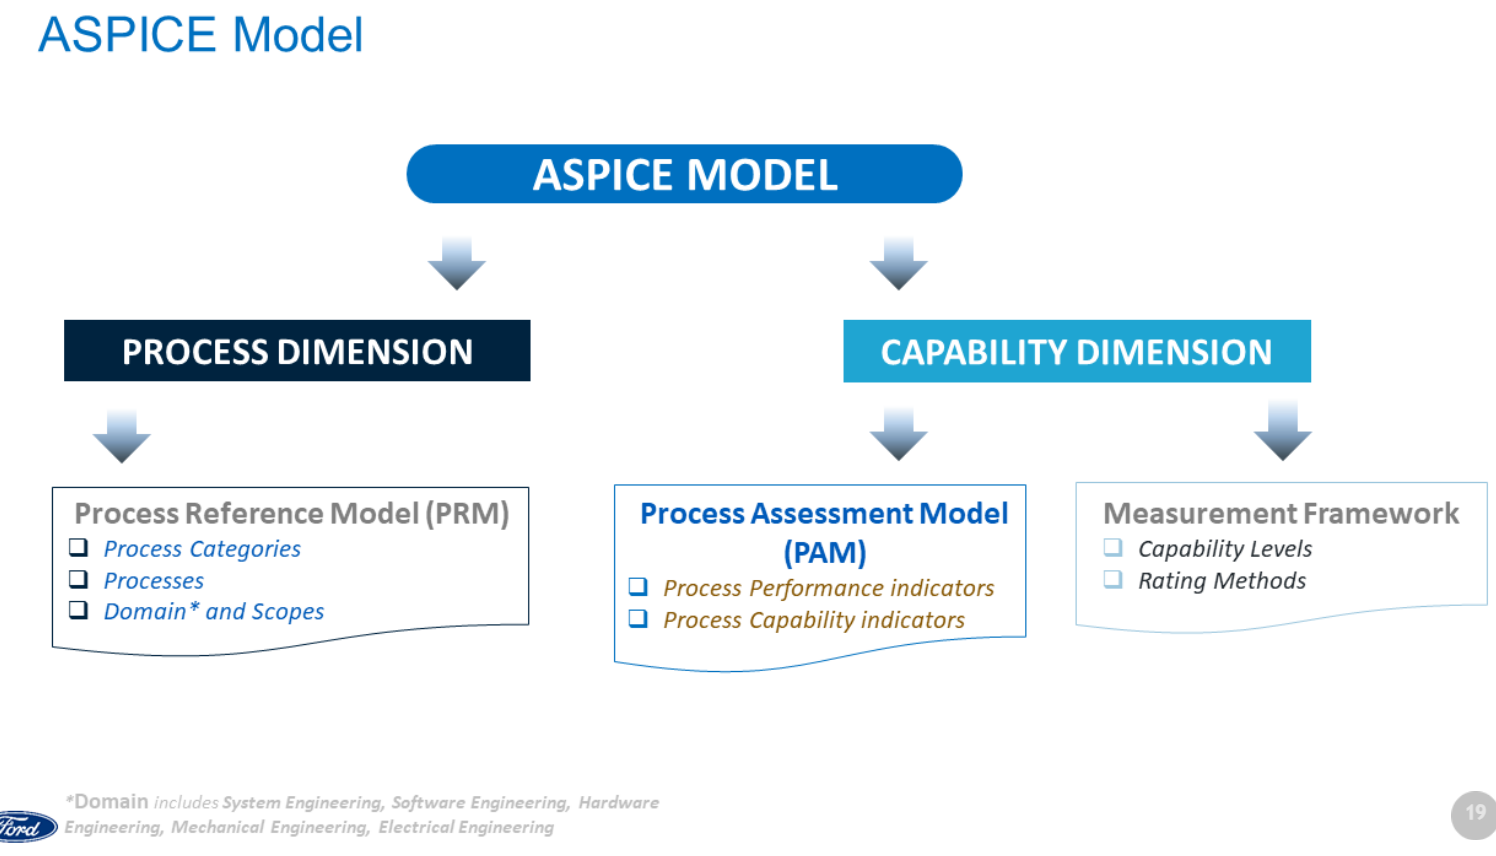 ASPICE Model
ASPICE MODEL
PROCESS DIMENSION
CAPABILITY DIMENSION
Process Reference Model (PRM)
Process Categories
Processes
Domain* and Scopes
Process Assessment Model
(PAM)
Process Performance indicators
Process Capability indicators
Measurement Framework
Capability Levels
Rating Methods
*Domain includes System Engineering, Software Engineering, Hardware
Engineering, Mechanical Engineering, Electrical Engineering
Ford
19